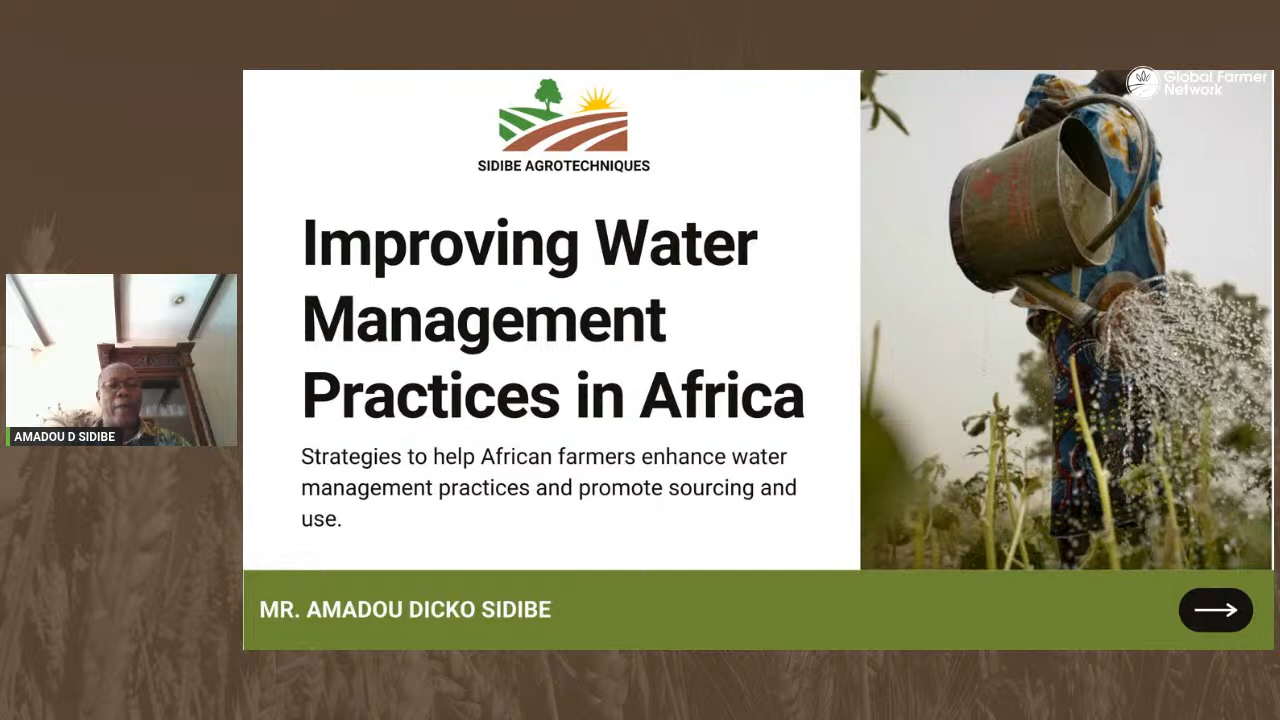 Global Farmer
Network
SIDIBE AGROTECHNIQUES
Improving Water
Management
Practices in Africa
Strategies to help African farmers enhance water
management practices and promote sourcing and
use.
AMADOU D SIDIBE
MR. AMADOU DICKO SIDIBE